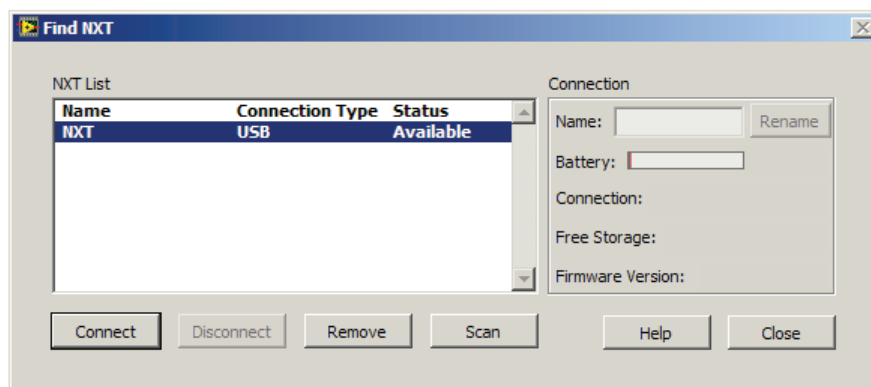 Find NXT
NXT List
Name Connection Type Status
NXT USB Available
Connection
Name: Rename
Battery:
Connection:
Free Storage:
Firmware Version:
Connect Disconnect Remove Scan Help Close